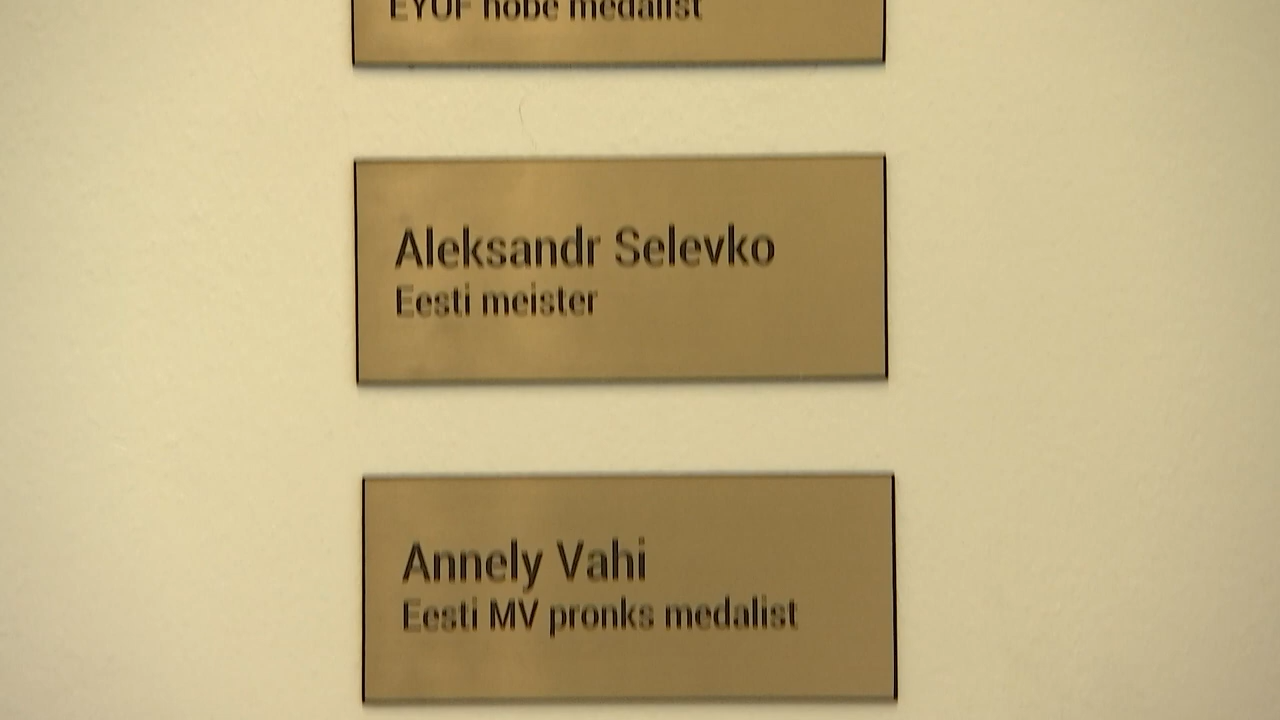 EYOF hõbe medalist
Aleksandr Selevko
Eesti meister
Annely Vahi
Eesti MV pronks medalist